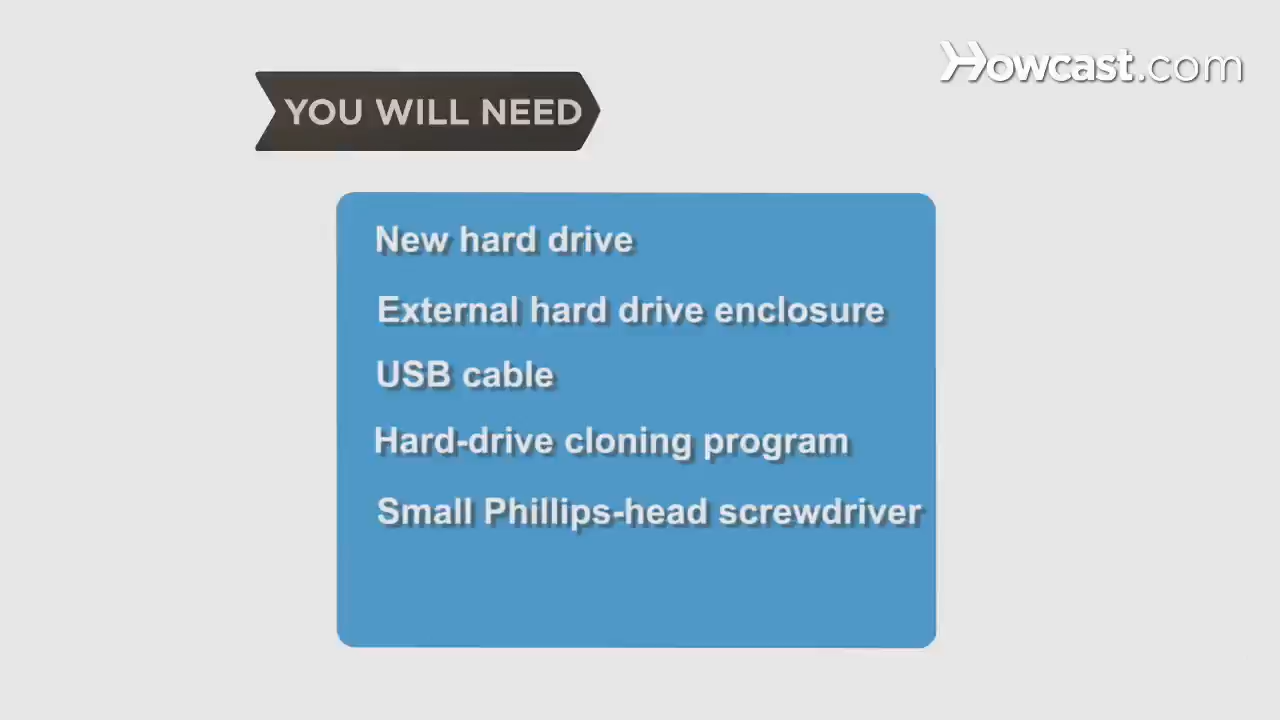 Howcast.com
YOU WILL NEED
New hard drive
External hard drive enclosure
USB cable
Hard-drive cloning program
Small Phillips-head screwdriver